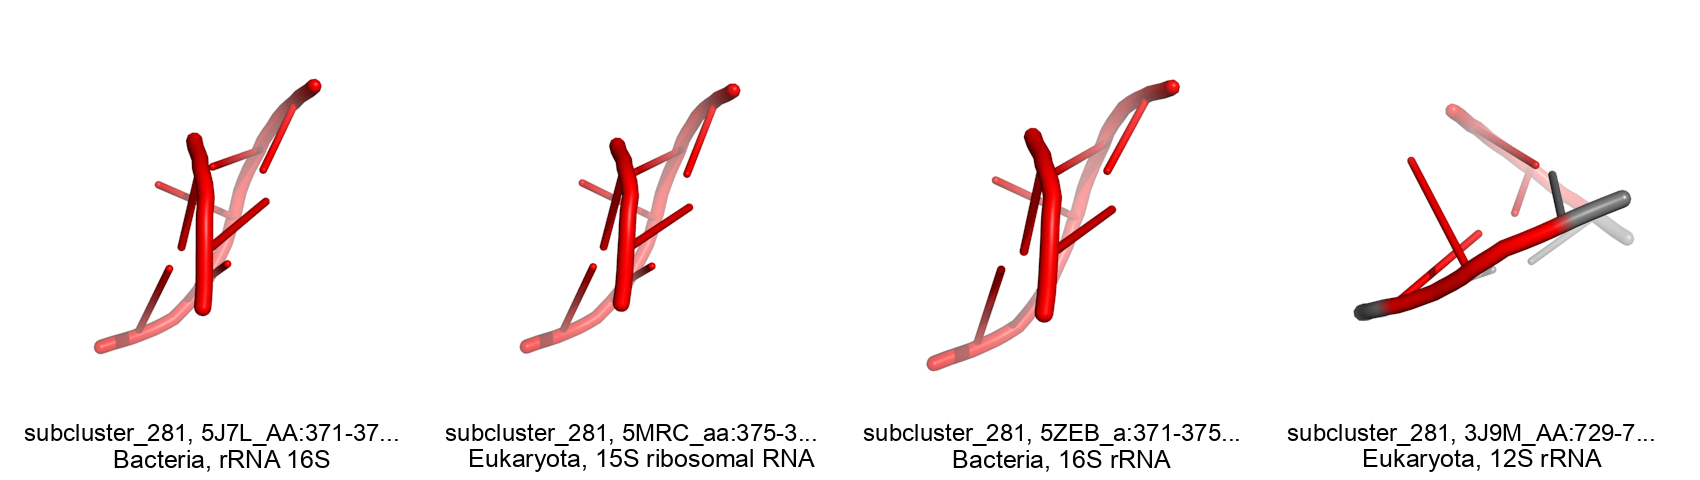 subcluster_281, 5J7L_AA:371-37...
Bacteria, rRNA 16S
subcluster_281, 5MRC_aa:375-3...
Eukaryota, 15S ribosomal RNA
subcluster_281, 5ZEB_a:371-375...
Bacteria, 16S rRNA
subcluster_281, 3J9M_AA:729-7...
Eukaryota, 12S rRNA